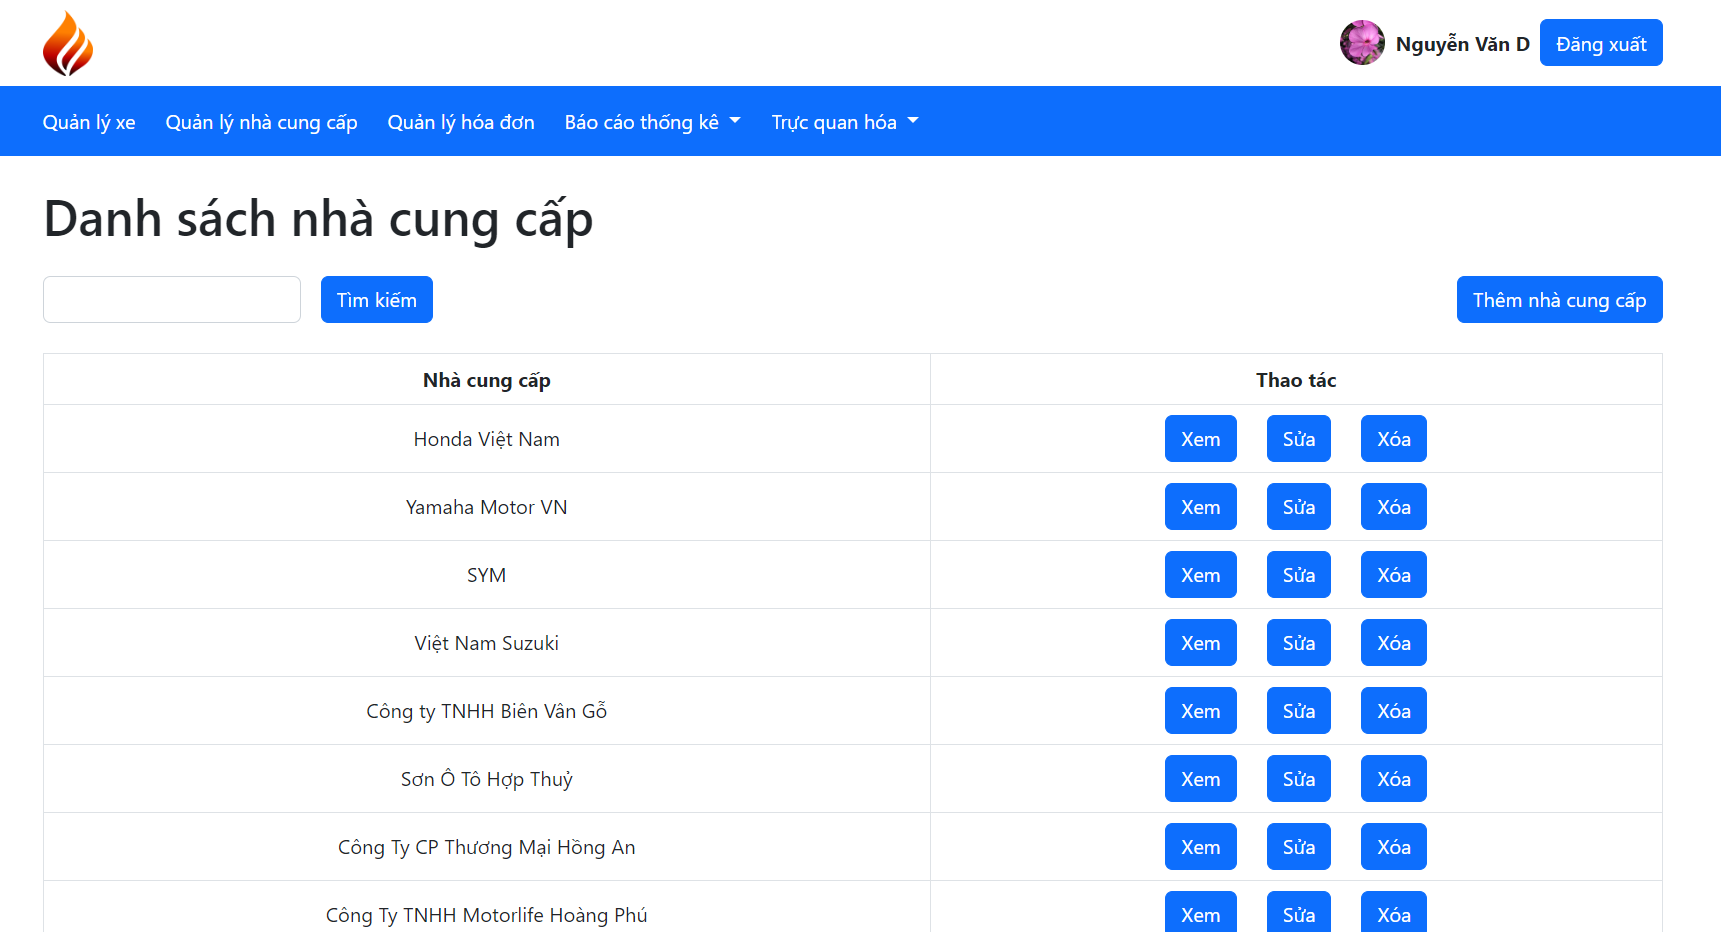 Nguyễn Văn D Đăng xuất
Quản lý xe Quản lý nhà cung cấp Quản lý hóa đơn Báo cáo thống kê Trực quan hóa
Danh sách nhà cung cấp
Tìm kiếm Thêm nhà cung cấp
Nhà cung cấp Thao tác
Honda Việt Nam Xem Sửa Xóa
Yamaha Motor VN Xem Sửa Xóa
SYM Xem Sửa Xóa
Việt Nam Suzuki Xem Sửa Xóa
Công ty TNHH Biên Vân Gỗ Xem Sửa Xóa
Sơn Ô Tô Hợp Thuỷ Xem Sửa Xóa
Công Ty CP Thương Mại Hồng An Xem Sửa Xóa
Công Ty TNHH Motorlife Hoàng Phú Xem Sửa Xóa